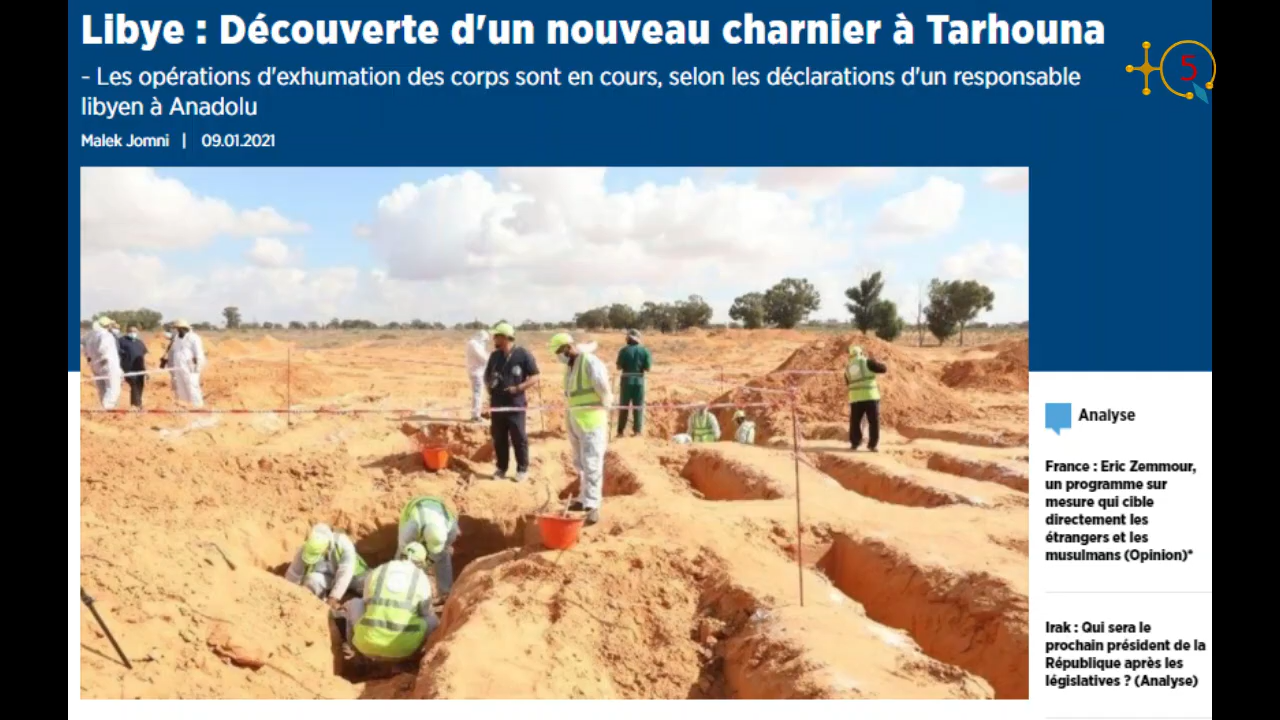 Libye : Découverte d'un nouveau charnier à Tarhouna
- Les opérations d'exhumation des corps sont en cours, selon les déclarations d'un responsable
libyen à Anadolu
Malek Jomni | 09.01.2021
5
Analyse
France : Eric Zemmour,
un programme sur
mesure qui cible
directement les
étrangers et les
musulmans (Opinion)*
Irak : Qui sera le
prochain président de la
République après les
législatives ? (Analyse)